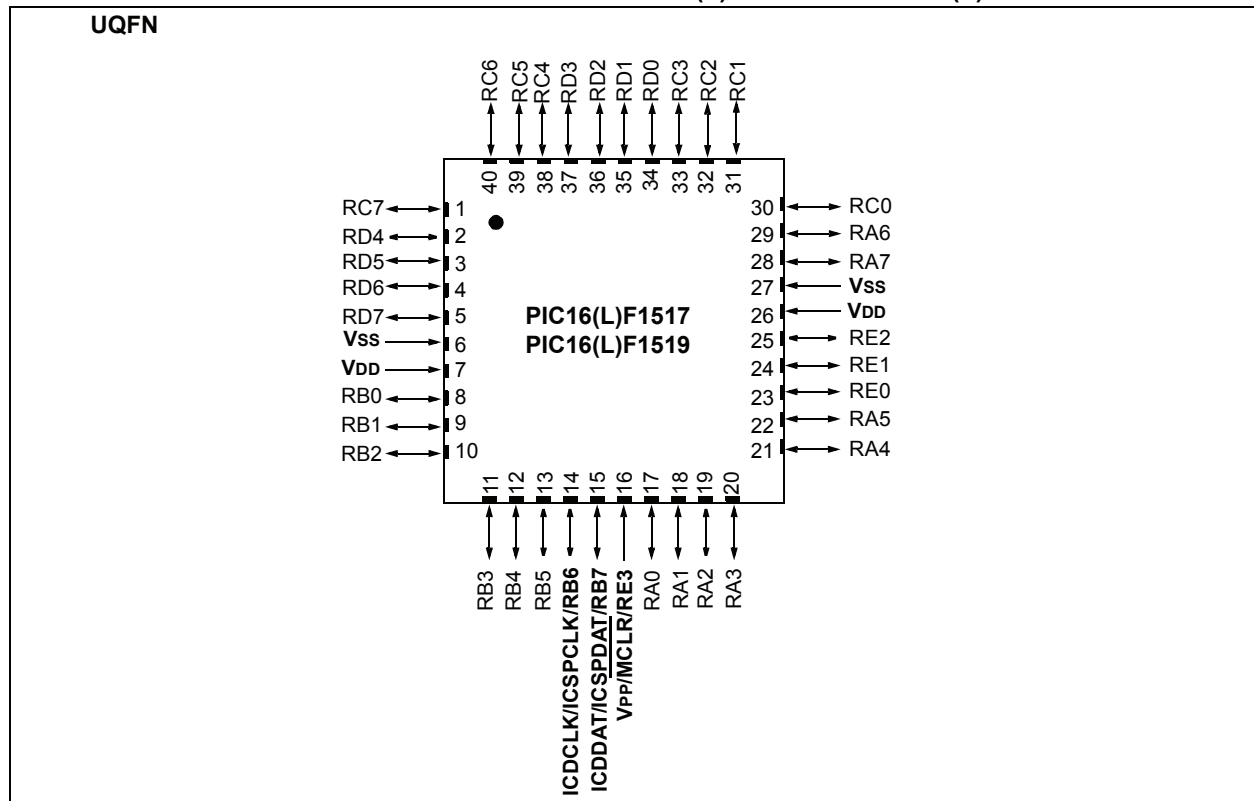 UQFN
RC6
RC5
RC4
RD3
RD2
RD1
RD0
RC3
RC2
RC1
40
39
38
37
36
35
34
33
32
31
RC7 1
RD4 2
RD5 3
RD6 4
RD7 5
VSS 6
VDD 7
RB0 8
RB1 9
RB2 10
30 RC0
29 RA6
28 RA7
27 VSS
26 VDD
25 RE2
24 RE1
23 RE0
22 RA5
21 RA4
PIC16(L)F1517
PIC16(L)F1519
11
12
13
14
15
16
17
18
19
20
RB3
RB4
RB5
ICDCLK/ICSPCLK/RB6
ICDDAT/ICSPDAT/RB7
VPP/MCLR/RE3
RA0
RA1
RA2
RA3